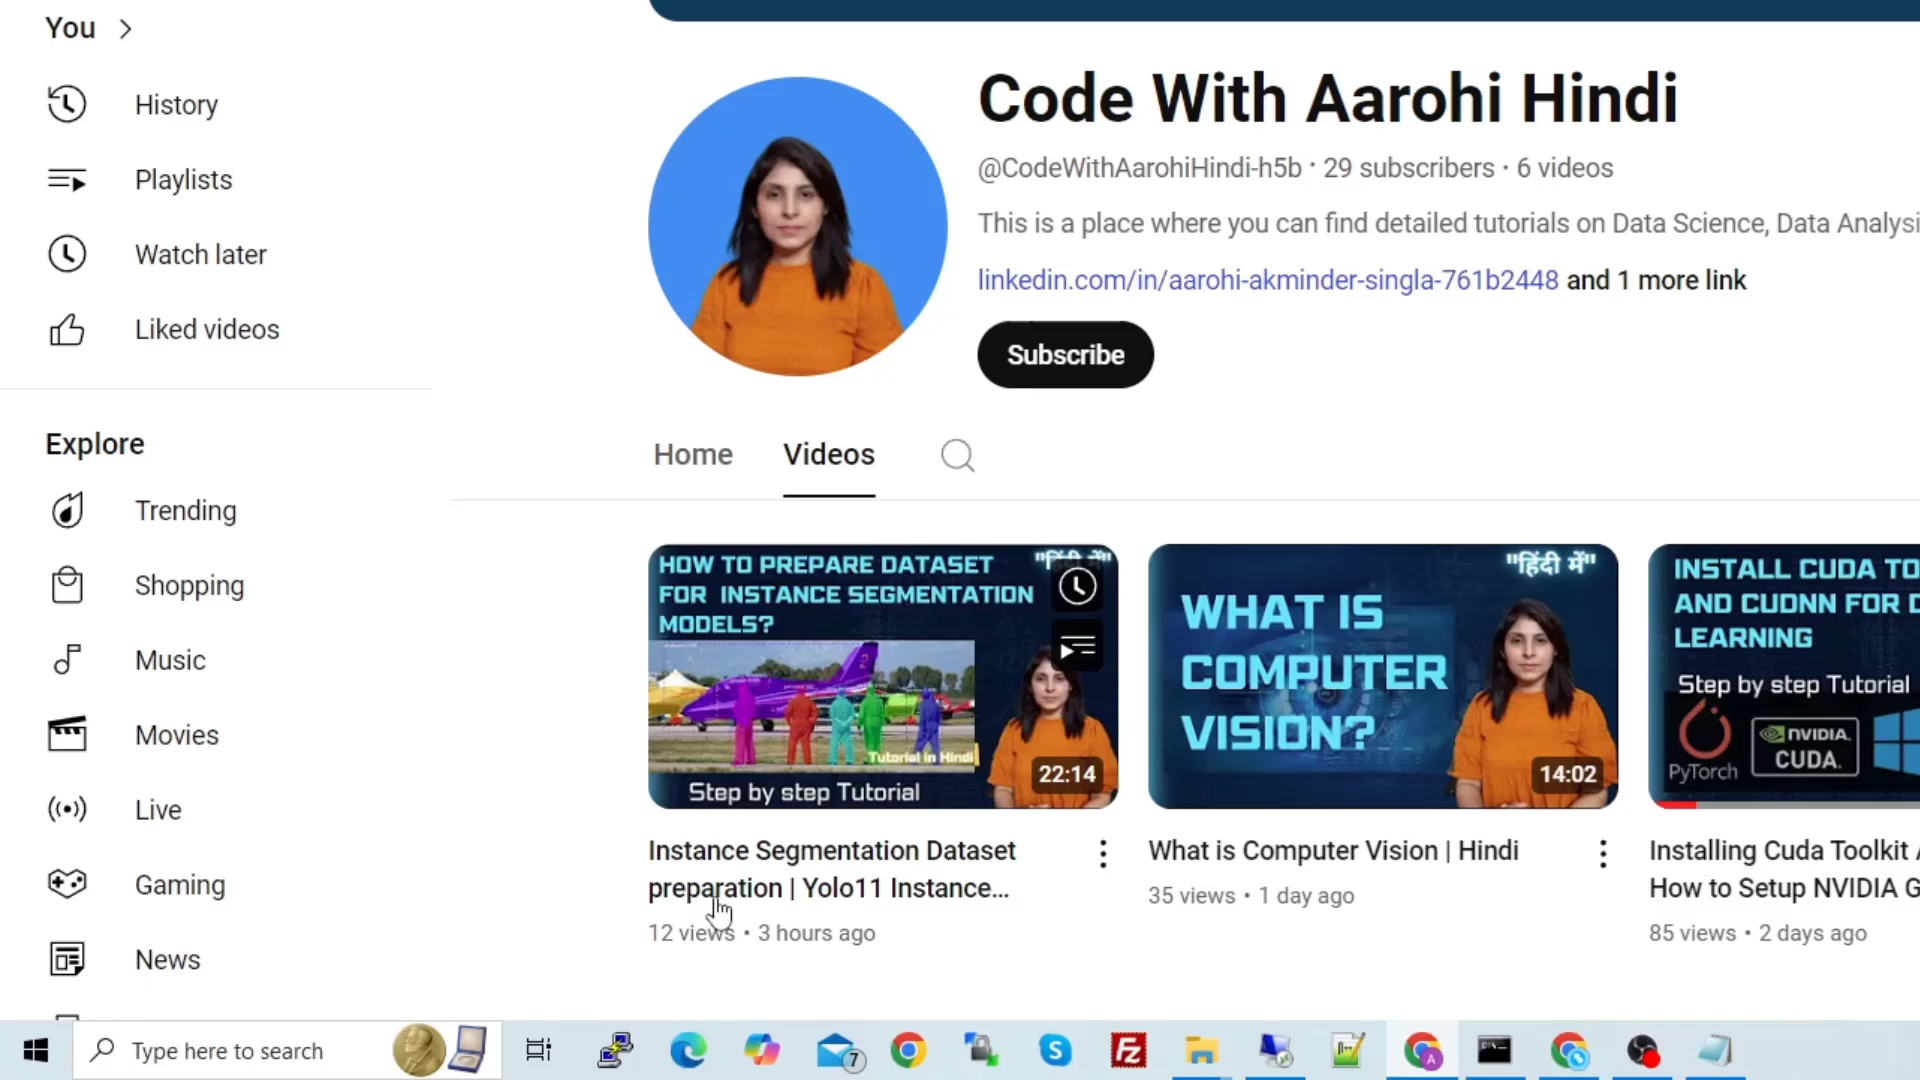 You
History
Playlists
Watch later
Liked videos
Explore
Trending
Shopping
Music
Movies
Live
Gaming
News
Code With Aarohi Hindi
@CodeWithAarohiHindi-h5b · 29 subscribers · 6 videos
This is a place where you can find detailed tutorials on Data Science, Data Analysi
linkedin.com/in/aarohi-akminder-singla-761b2448 and 1 more link
Subscribe
Home Videos
HOW TO PREPARE DATASET
FOR INSTANCE SEGMENTATION
MODELS?
"हिंदी में"
Tutorial in Hindi
Step by step Tutorial
22:14
Instance Segmentation Dataset
preparation | Yolo11 Instance...
12 views • 3 hours ago
"हिंदी में"
WHAT IS
COMPUTER
VISION?
14:02
What is Computer Vision | Hindi
35 views • 1 day ago
INSTALL CUDA TO
AND CUDNN FOR D
LEARNING
Step by step Tutorial
PyTorch
NVIDIA.
CUDA.
Installing Cuda Toolkit
How to Setup NVIDIA G
85 views • 2 days ago
Type here to search
7
Fz
A